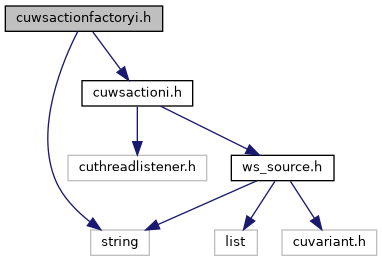 cuwsactionfactoryi.h
cuwsactioni.h
cuthreadlistener.h
ws_source.h
string
list
cuvariant.h